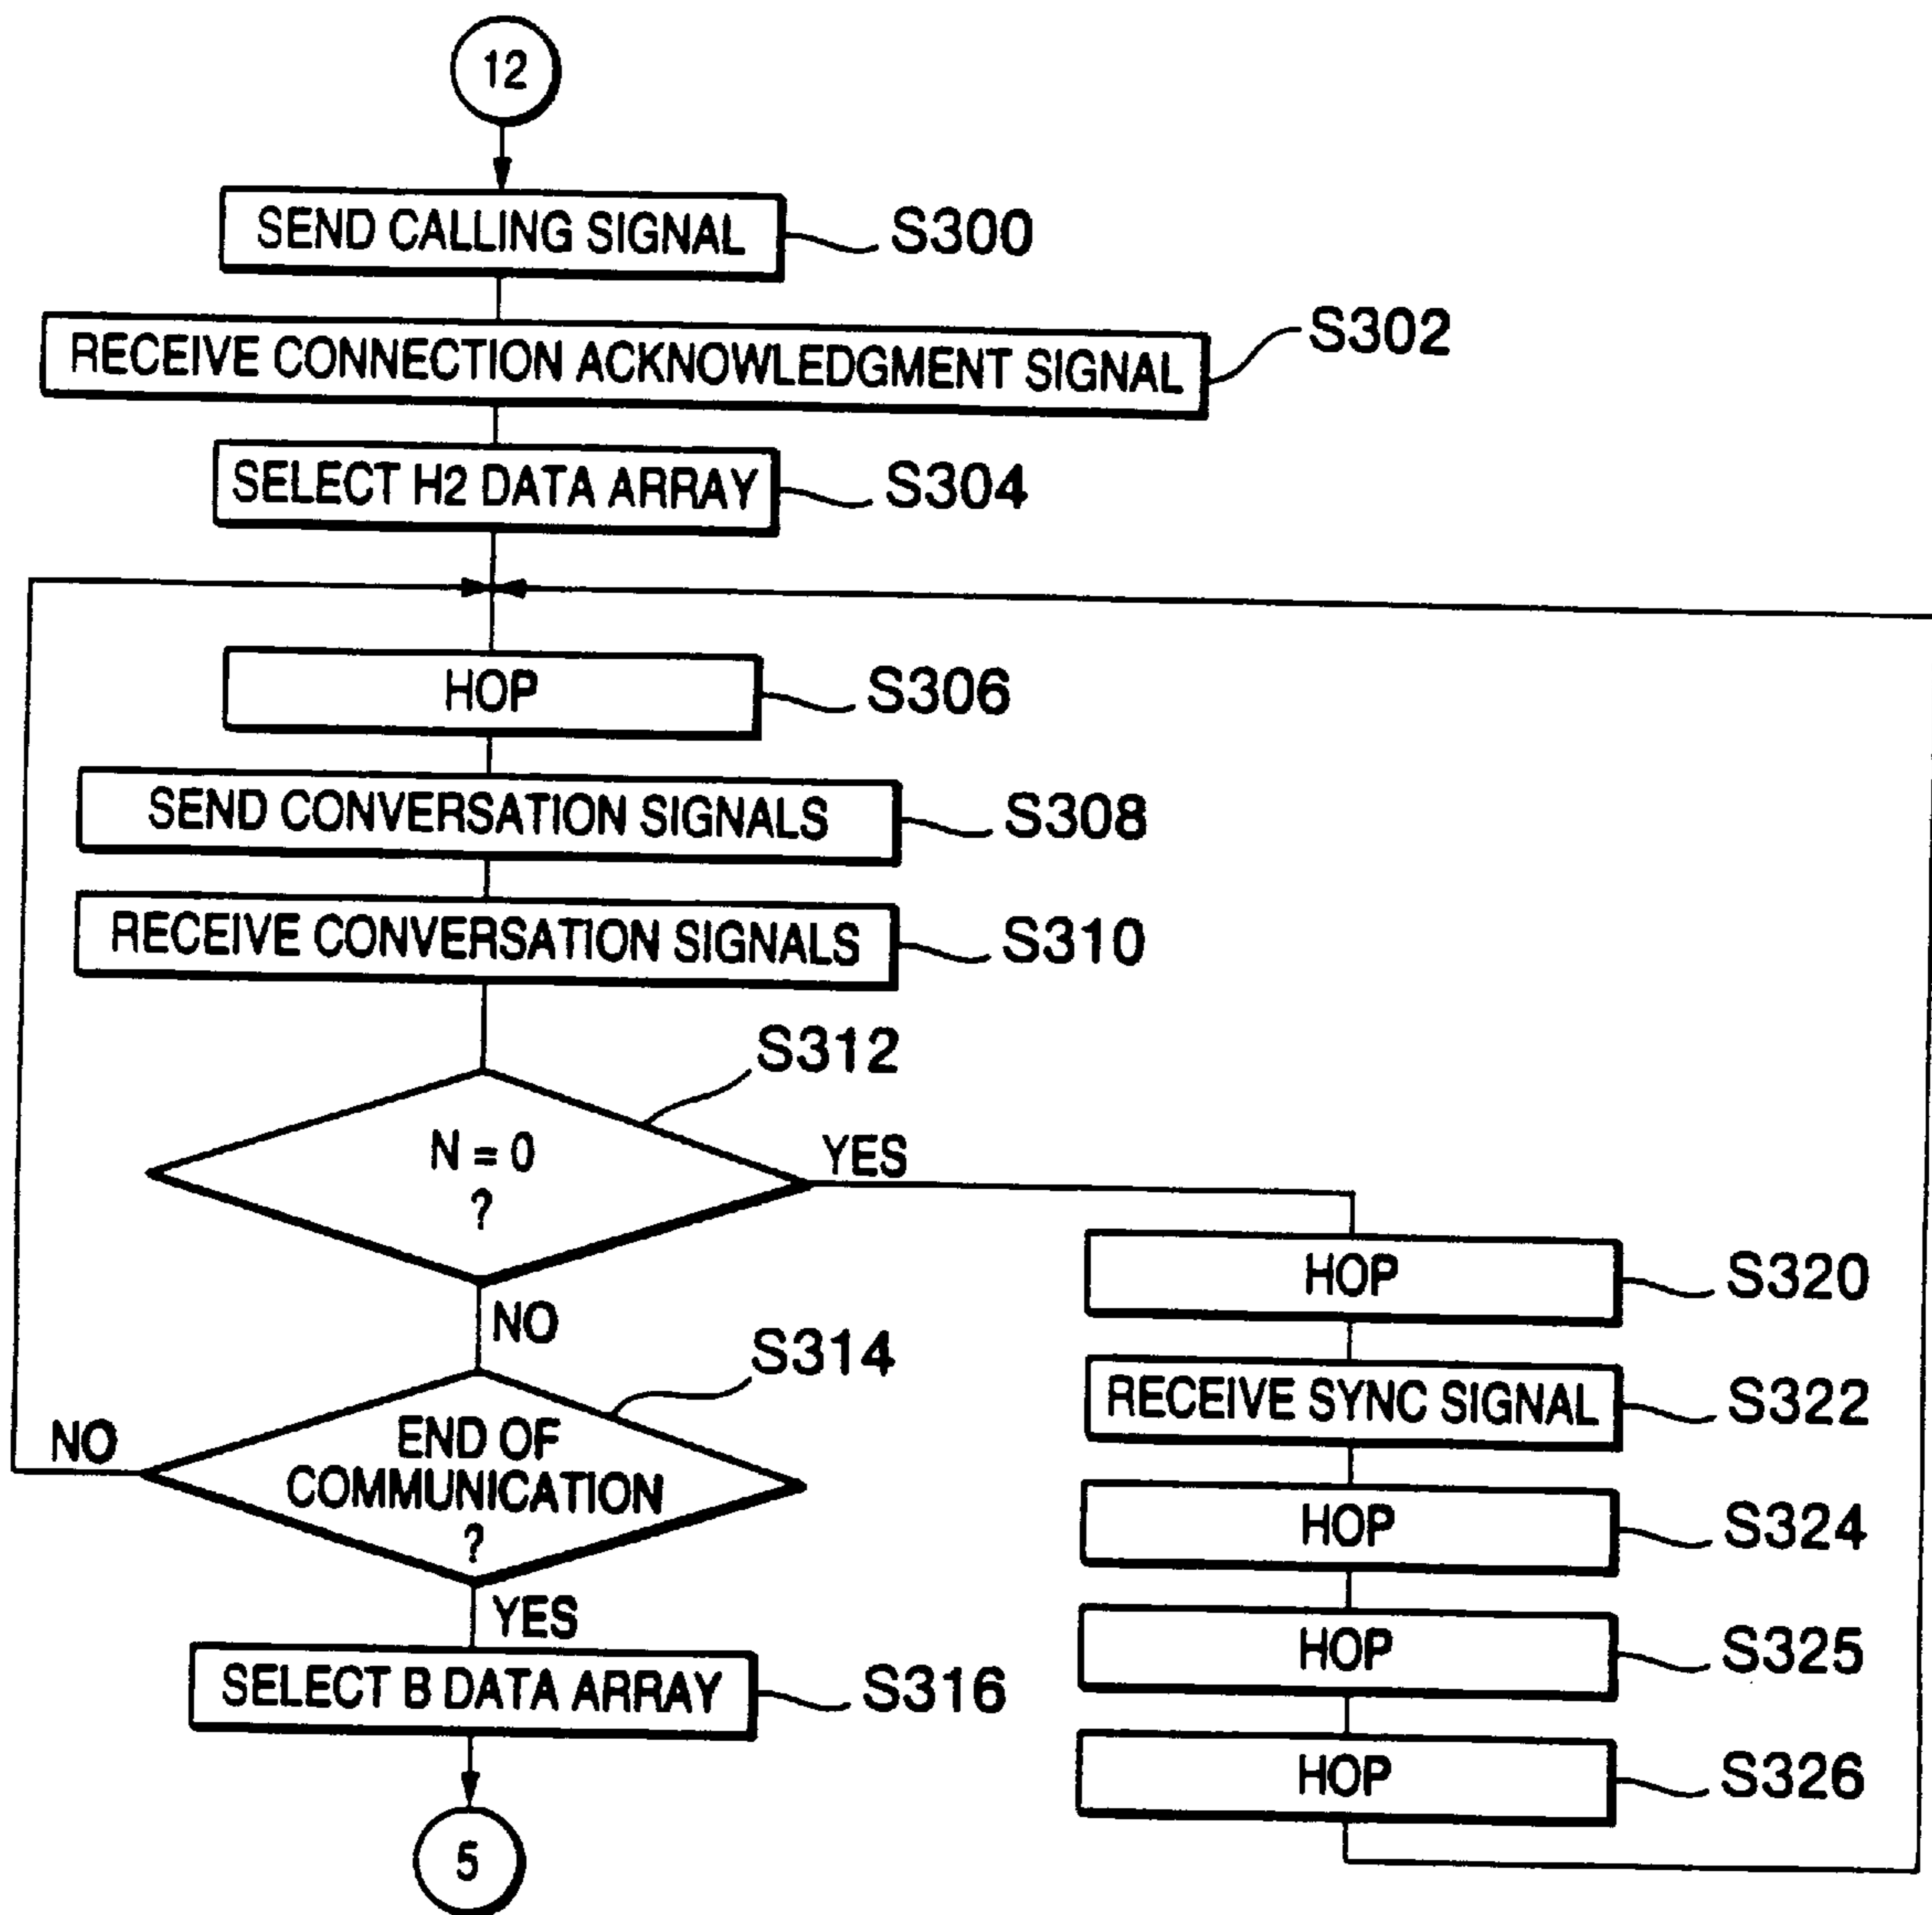 12
SEND CALLING SIGNAL
S300
RECEIVE CONNECTION ACKNOWLEDGMENT SIGNAL
S302
SELECT H2 DATA ARRAY
S304
HOP
S306
SEND CONVERSATION SIGNALS
S308
RECEIVE CONVERSATION SIGNALS
S310
S312
N = 0
?
YES
NO
S314
NO
END OF
COMMUNICATION
?
YES
SELECT B DATA ARRAY
S316
5
HOP
S320
RECEIVE SYNC SIGNAL
S322
HOP
S324
HOP
S325
HOP
S326